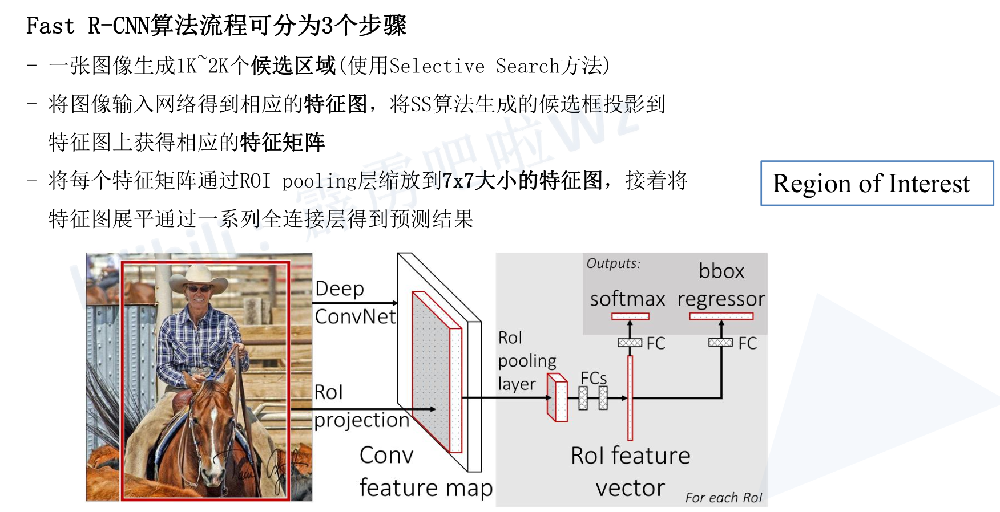 Fast R-CNN算法流程可分为3个步骤
- 一张图像生成1K~2K个候选区域(使用Selective Search方法)
- 将图像输入网络得到相应的特征图，将SS算法生成的候选框投影到
特征图上获得相应的特征矩阵
- 将每个特征矩阵通过ROI pooling层缩放到7x7大小的特征图，接着将
特征图展平通过一系列全连接层得到预测结果
Region of Interest
bilibili：霹雳吧啦Wz
Deep
ConvNet
RoI
projection
Conv
feature map
RoI
pooling
layer
FCs
Outputs:
softmax
bbox
regressor
FC
FC
RoI feature
vector
For each RoI